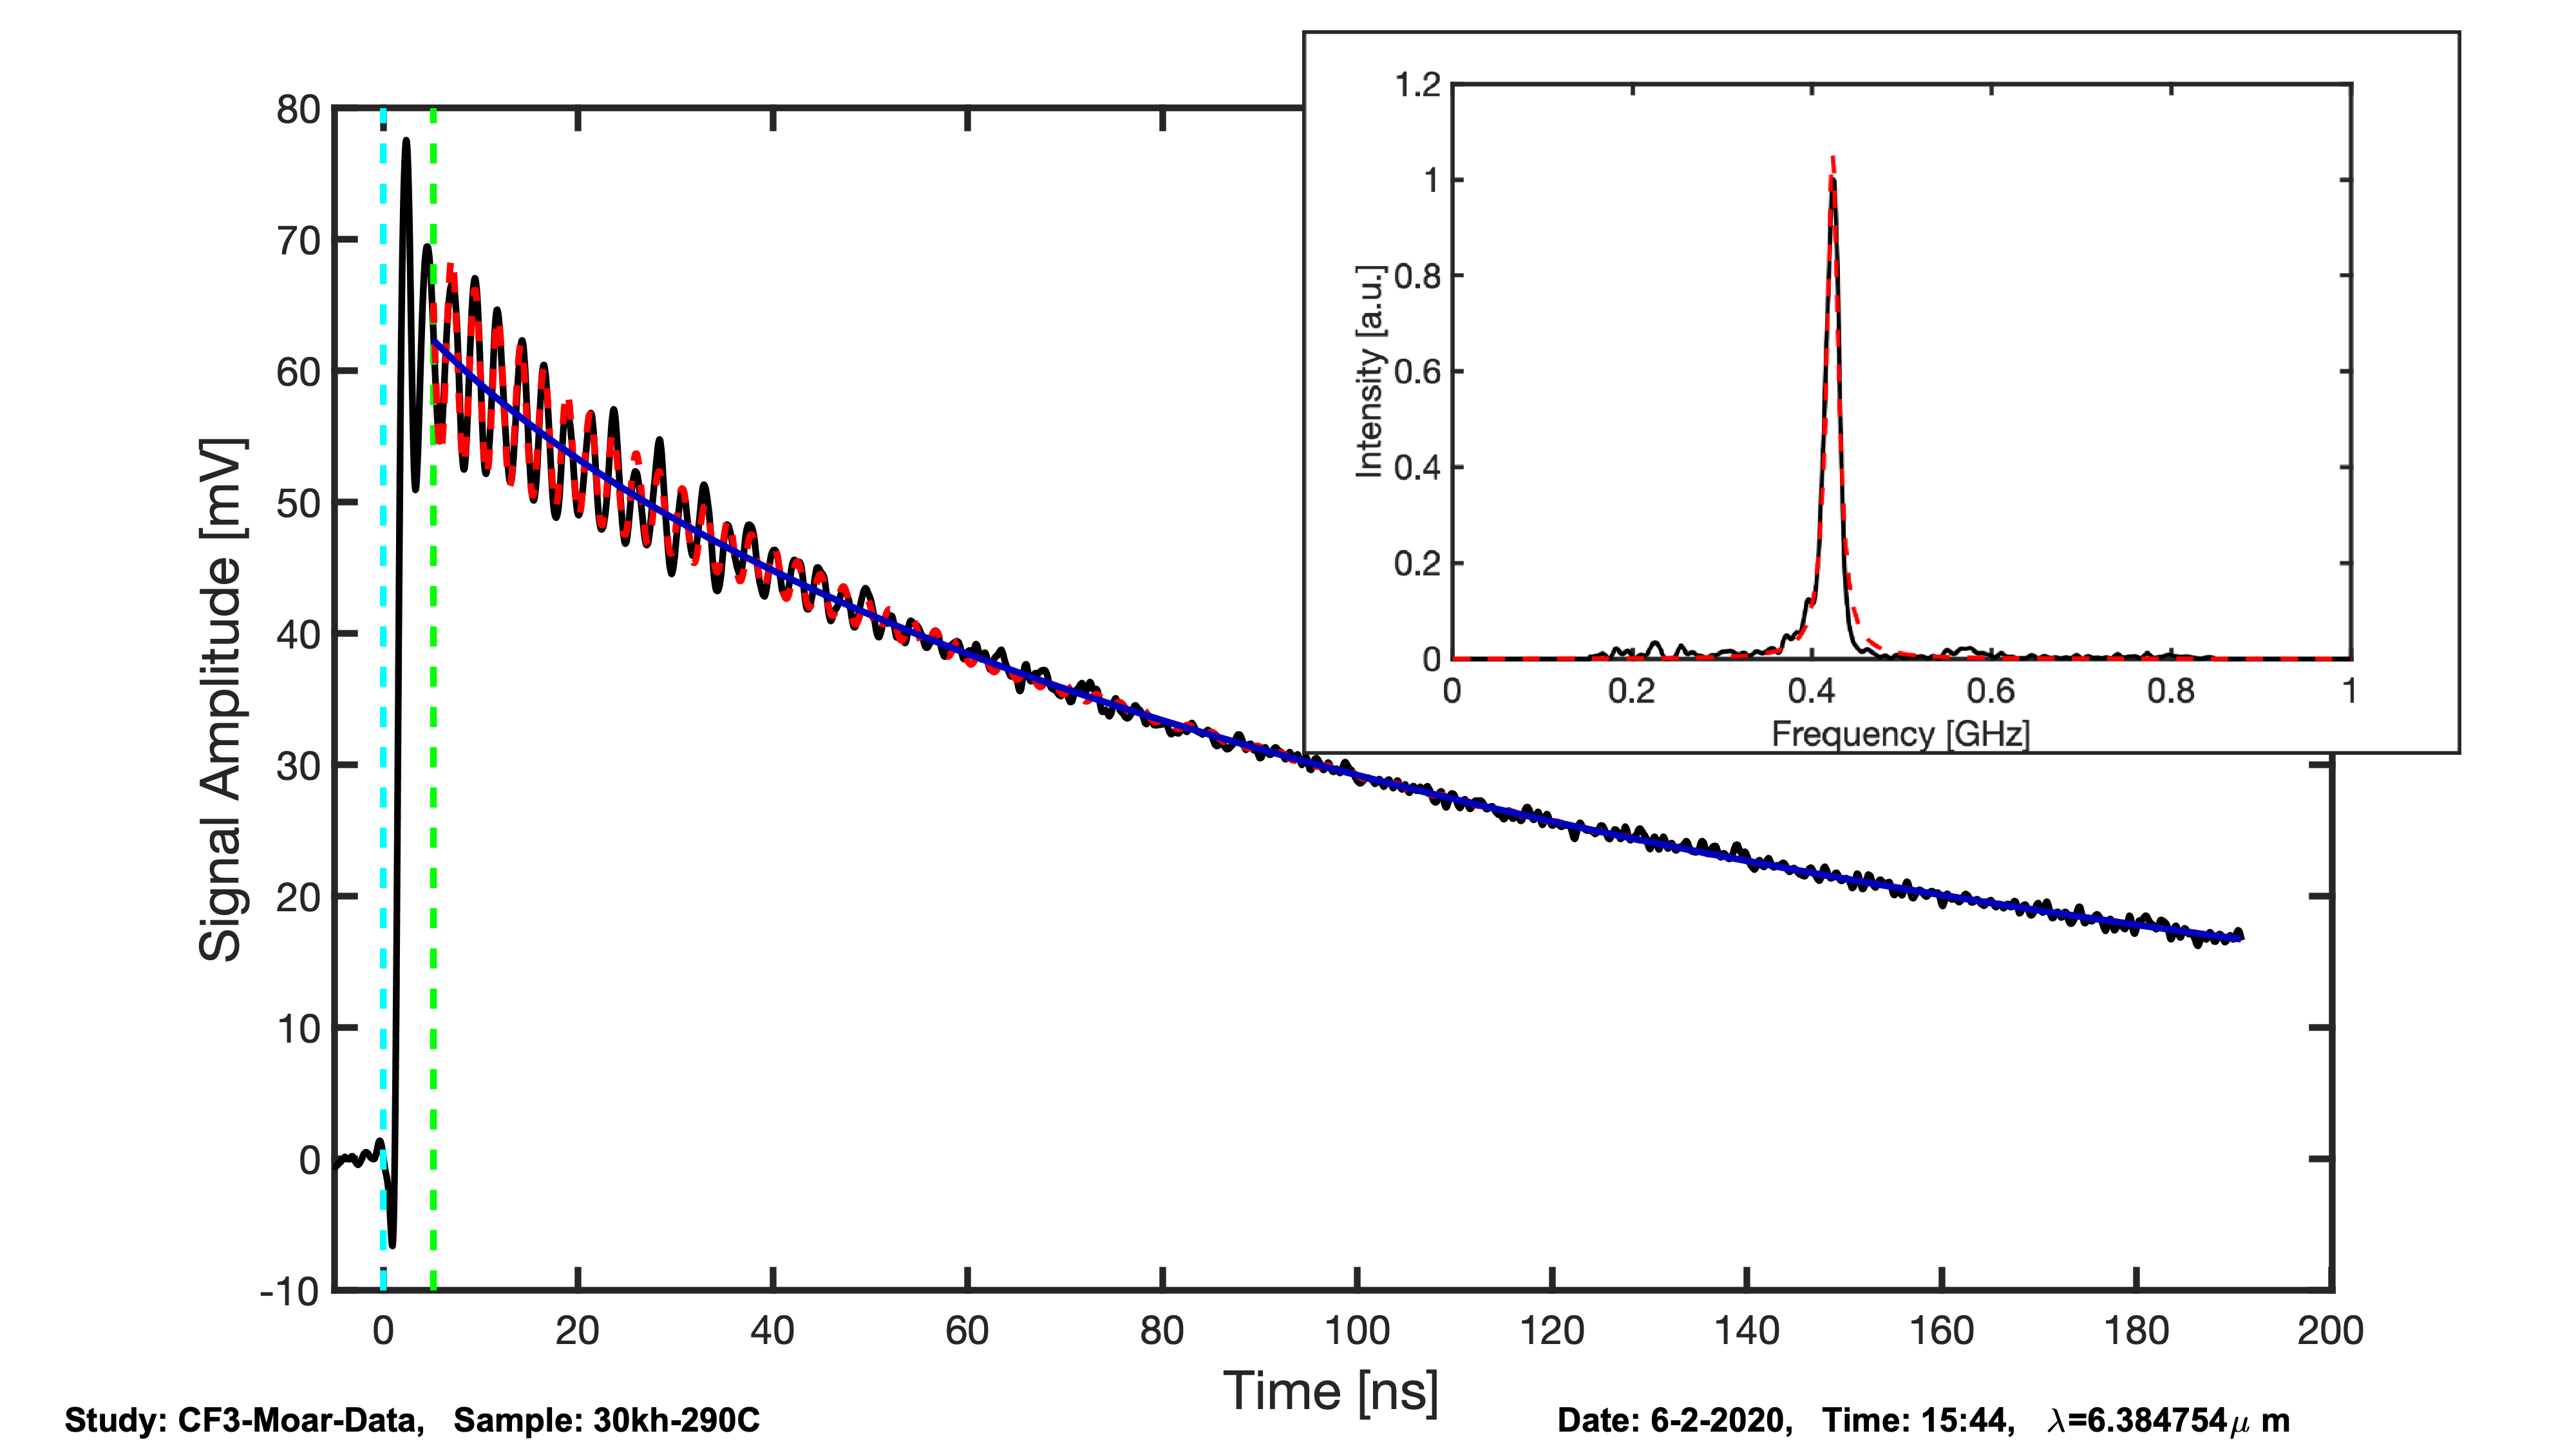 1.2
1
0.8
0.6
0.4
0.2
0
Intensity [a.u.]
0 0.2 0.4 0.6 0.8 1
Frequency [GHz]
80
70
60
50
40
30
20
10
0
-10
Signal Amplitude [mV]
0 20 40 60 80 100 120 140 160 180 200
Time [ns]
Study: CF3-Moar-Data, Sample: 30kh-290C
Date: 6-2-2020, Time: 15:44, λ=6.384754μ m